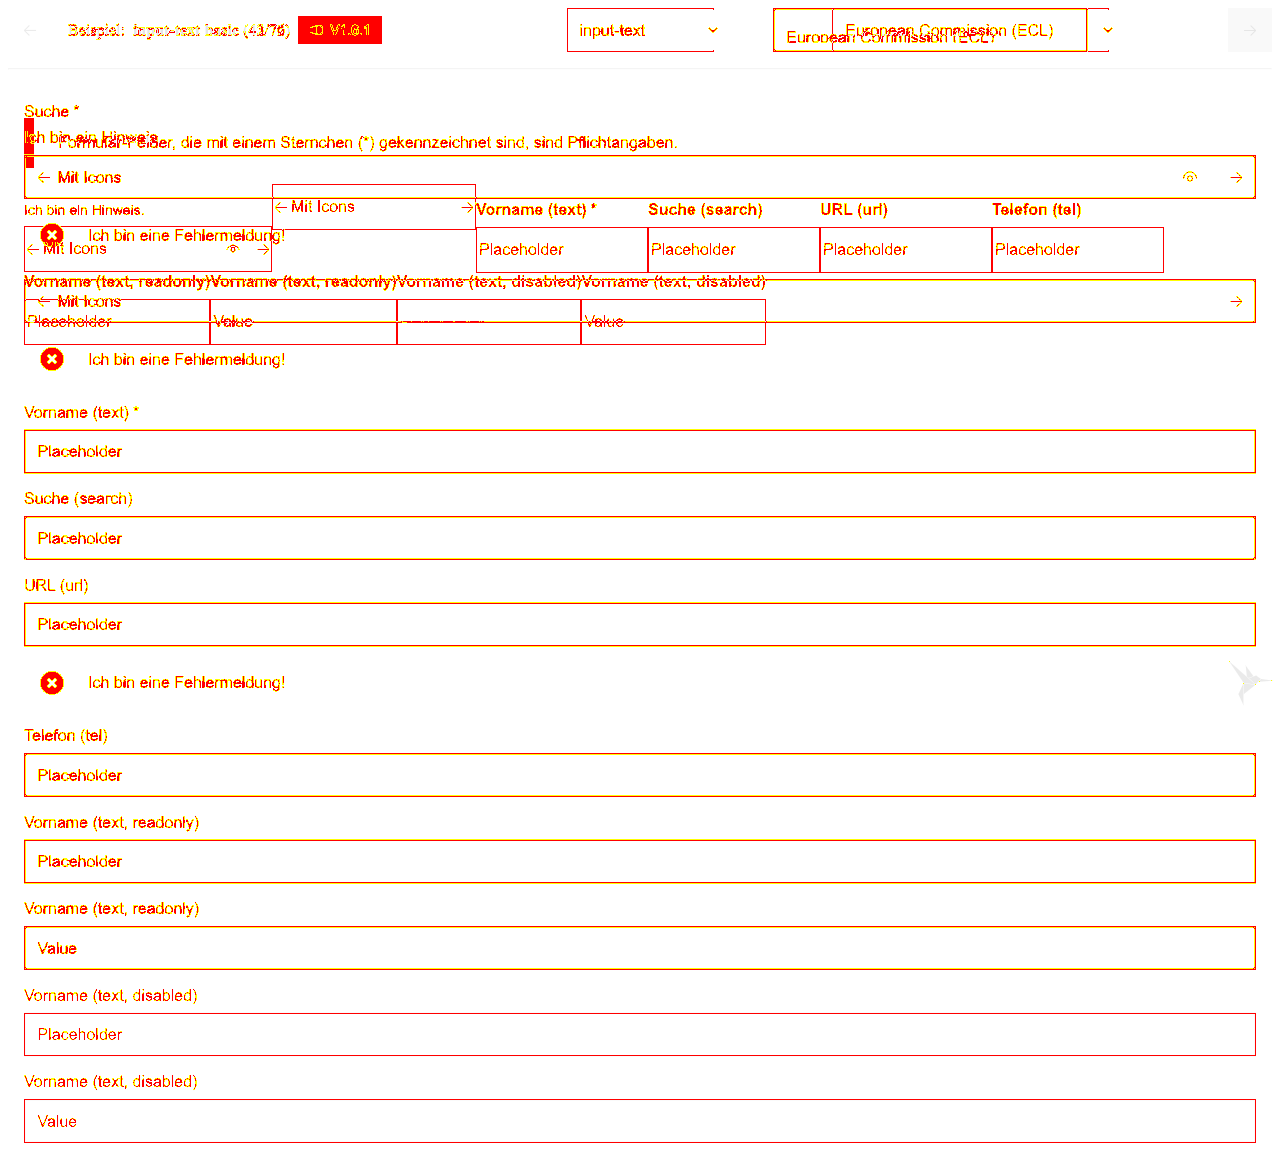 Beispiel: input-text basic (43/76) V1.6.1 input-text European Commission (ECL)
European Commission (ECL)
Suche *
Ich bin ein Hinweis
Formular-Felder, die mit einem Sternchen (*) gekennzeichnet sind, sind Pflichtangaben.
Mit Icons
Mit Icons
Ich bin ein Hinweis. Vorname (text) * Suche (search) URL (url) Telefon (tel)
Ich bin eine Fehlermeldung!
Mit Icons Placeholder Placeholder Placeholder Placeholder
Vorname (text, readonly) Vorname (text, readonly) Vorname (text, disabled) Vorname (text, disabled)
Mit Icons
Placeholder Value Value
Ich bin eine Fehlermeldung!
Vorname (text) *
Placeholder
Suche (search)
Placeholder
URL (url)
Placeholder
Ich bin eine Fehlermeldung!
Telefon (tel)
Placeholder
Vorname (text, readonly)
Placeholder
Vorname (text, readonly)
Value
Vorname (text, disabled)
Placeholder
Vorname (text, disabled)
Value